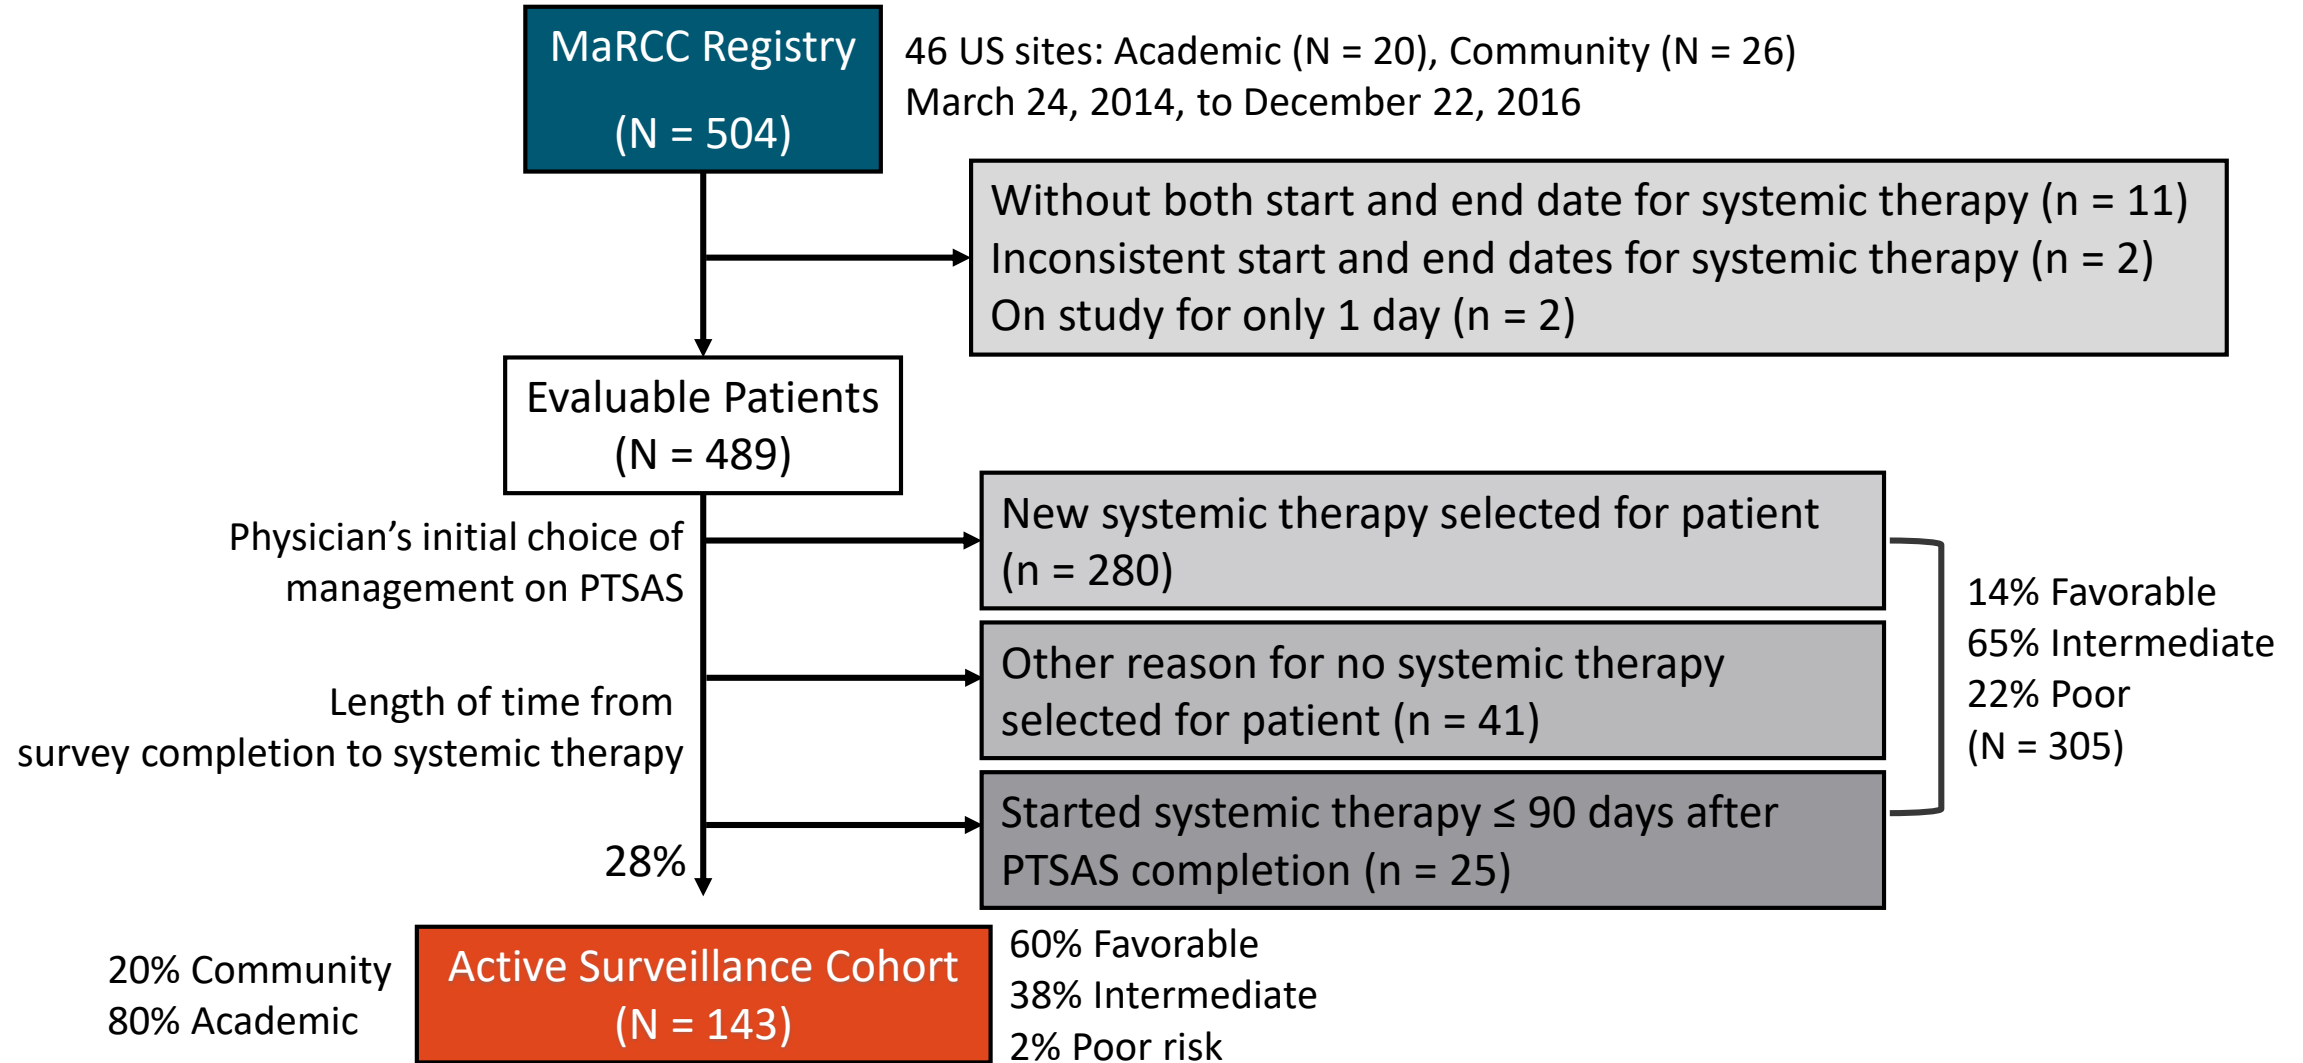 MaRCC Registry
(N = 504)
46 US sites: Academic (N = 20), Community (N = 26)
March 24, 2014, to December 22, 2016
Without both start and end date for systemic therapy (n = 11)
Inconsistent start and end dates for systemic therapy (n = 2)
On study for only 1 day (n = 2)
Evaluable Patients
(N = 489)
Physician’s initial choice of
management on PTSAS
New systemic therapy selected for patient
(n = 280)
Other reason for no systemic therapy
selected for patient (n = 41)
Length of time from
survey completion to systemic therapy
Started systemic therapy ≤ 90 days after
PTSAS completion (n = 25)
14% Favorable
65% Intermediate
22% Poor
(N = 305)
28%
20% Community
80% Academic
Active Surveillance Cohort
(N = 143)
60% Favorable
38% Intermediate
2% Poor risk